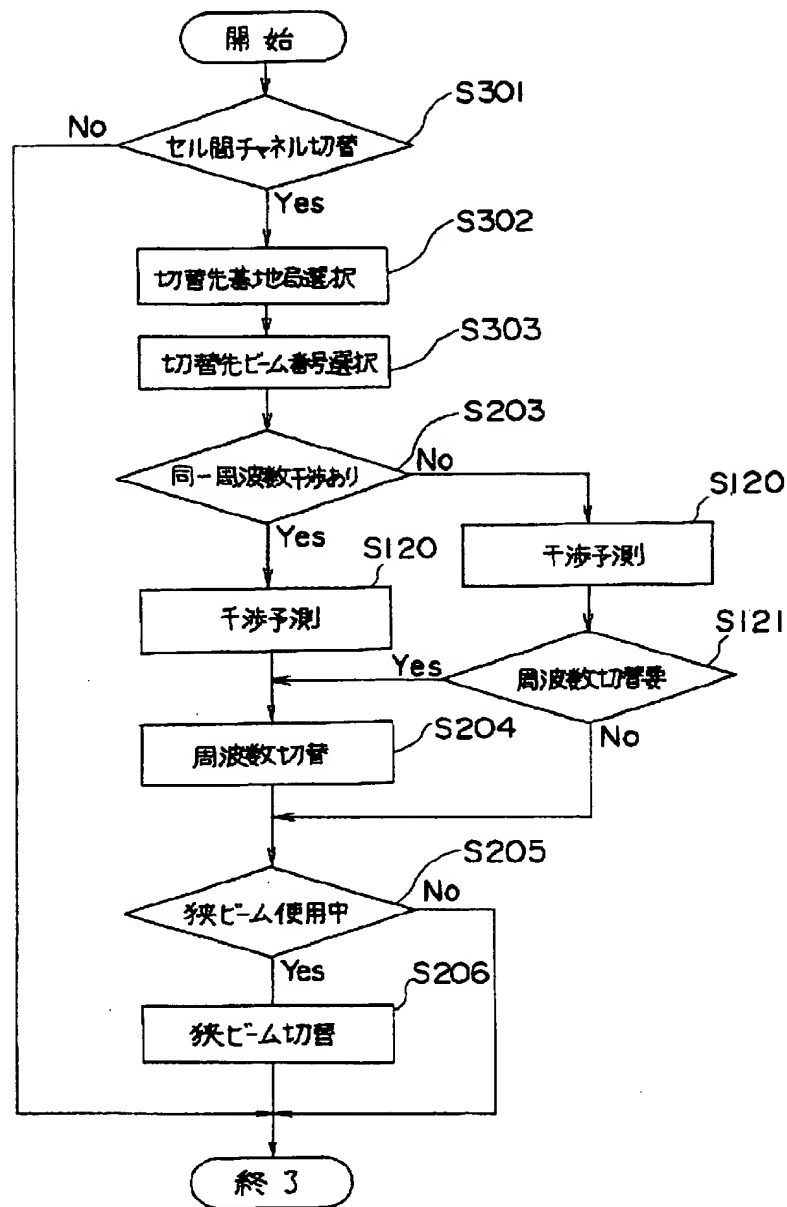 開始
S301
No
セル間チャネル切替
Yes
S302
切替先基地局選択
S303
切替先ビーム番号選択
S203
同一周波数干渉あり
No
Yes
S120
干渉予測
S120
干渉予測
S121
周波数切替要
Yes
No
S204
周波数切替
S205
狭ビーム使用中
No
Yes
S206
狭ビーム切替
終了